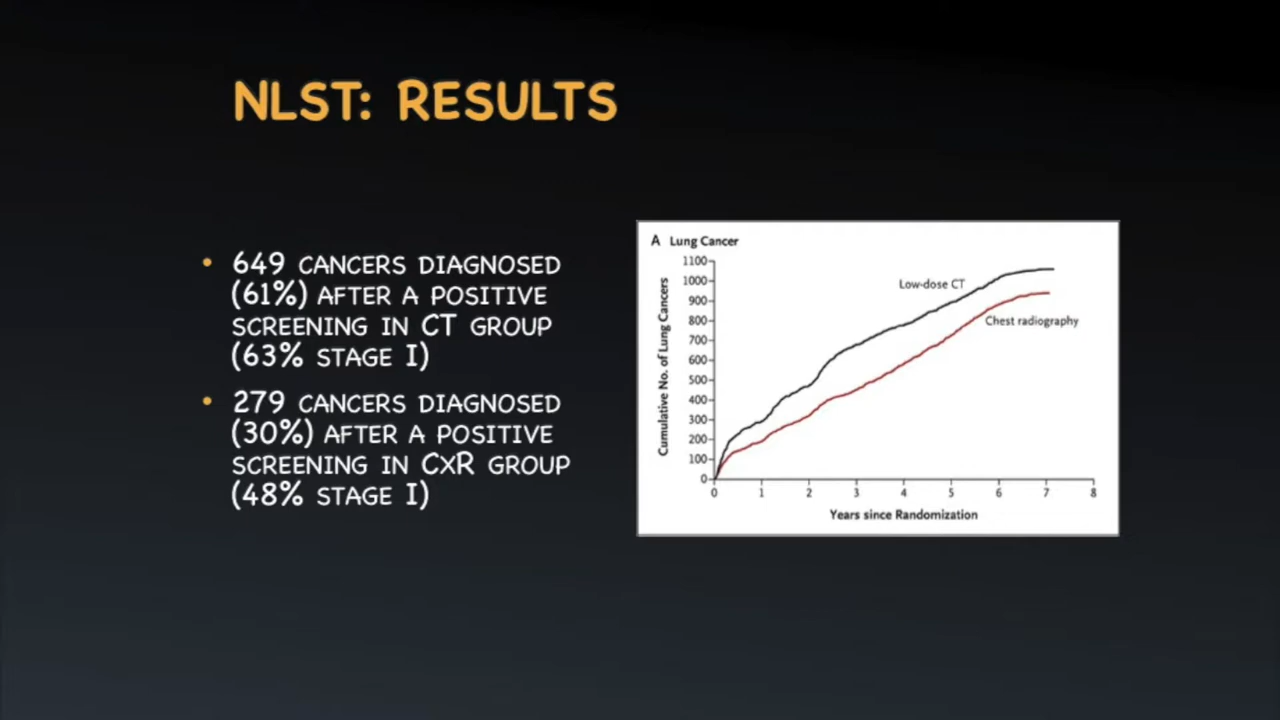 NLST: RESULTS
• 649 CANCERS DIAGNOSED
(61%) AFTER A POSITIVE
SCREENING IN CT GROUP
(63% STAGE I)
• 279 CANCERS DIAGNOSED
(30%) AFTER A POSITIVE
SCREENING IN CXR GROUP
(48% STAGE I)
A Lung Cancer
Cumulative No. of Lung Cancers
1100
1000
900
800
700
600
500
400
300
200
100
0
Low-dose CT
Chest radiography
0 1 2 3 4 5 6 7 8
Years since Randomization